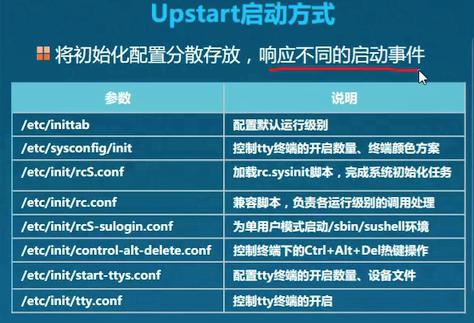 Upstart启动方式
将初始化配置分散存放，响应不同的启动事件
参数 说明
/etc/inittab 配置默认运行级别
/etc/sysconfig/init 控制tty终端的开启数量、终端颜色方案
/etc/init/rcS.conf 加载rc.sysinit脚本，完成系统初始化任务
/etc/init/rc.conf 兼容脚本，负责各运行级别的调用处理
/etc/init/rcS-sulogin.conf 为单用户模式启动/sbin/sushell环境
/etc/init/control-alt-delete.conf 控制终端下的Ctrl+Alt+Del热键操作
/etc/init/start-ttys.conf 配置tty终端的开启数量、设备文件
/etc/init/tty.conf 控制tty终端的开启